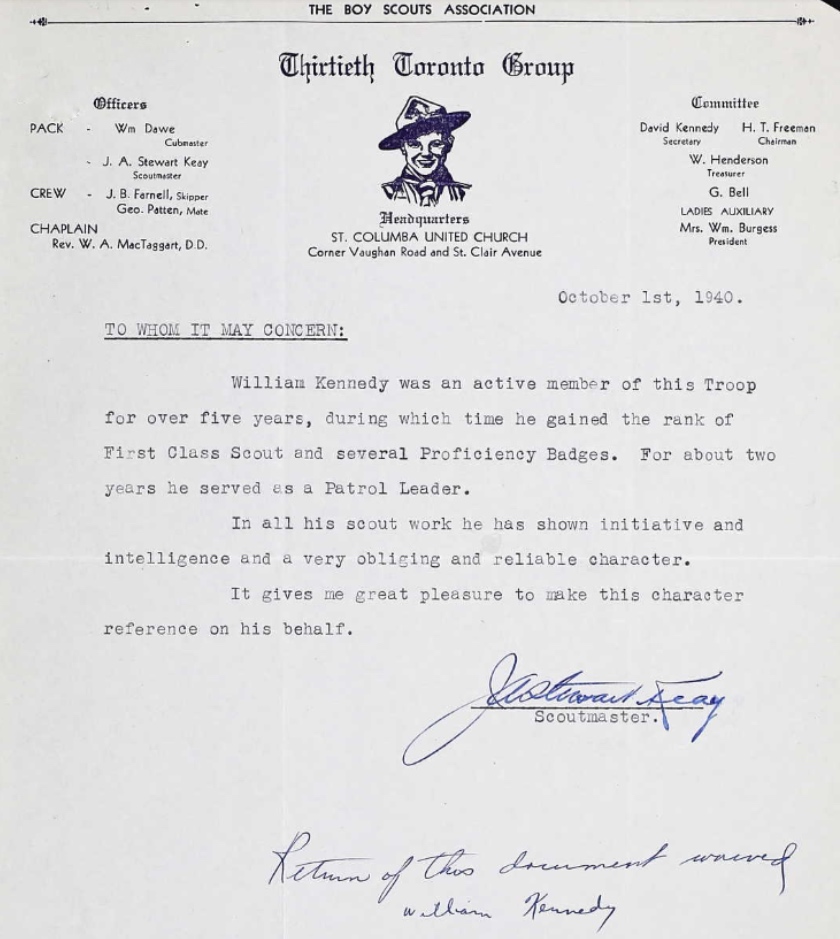 THE BOY SCOUTS ASSOCIATION
Thirtieth Toronto Group
Officers
PACK - Wm Dawe
Cubmaster
- J. A. Stewart Keay
Scoutmaster
CREW - J. B. Farnell, Skipper
Geo. Patten, Mate
CHAPLAIN
Rev. W. A. MacTaggart, D.D.
Headquarters
ST. COLUMBA UNITED CHURCH
Corner Vaughan Road and St. Clair Avenue
Committee
David Kennedy H. T. Freeman
Secretary Chairman
W. Henderson
Treasurer
G. Bell
LADIES AUXILIARY
Mrs. Wm. Burgess
President
October 1st, 1940.
TO WHOM IT MAY CONCERN:
William Kennedy was an active member of this Troop
for over five years, during which time he gained the rank of
First Class Scout and several Proficiency Badges. For about two
years he served as a Patrol Leader.
In all his scout work he has shown initiative and
intelligence and a very obliging and reliable character.
It gives me great pleasure to make this character
reference on his behalf.
JAStewart Keay
Scoutmaster.
Return of this document waived
William Kennedy